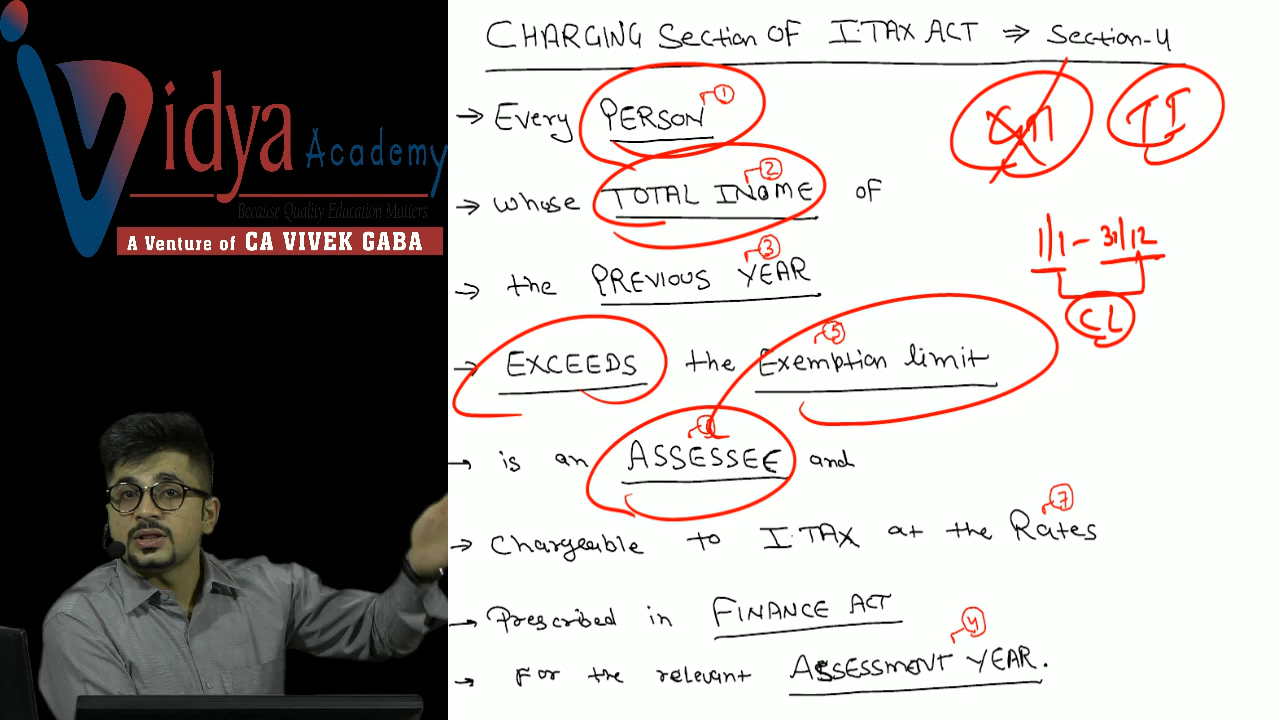 Vidya
Academy
Because Quality Education Matters
A Venture of CA VIVEK GABA
CHARGING Section OF I.TAX ACT ⇒ Section-4
→ Every PERSON ①
→ whose TOTAL INOME ② of
→ the PREVIOUS YEAR ③
→ EXCEEDS the Exemption limit ⑤
→ is an ASSESSEE and
→ Chargeable to I.TAX at the Rates ⑦
→ Prescribed in FINANCE ACT
→ For the relevant ASSESSMENT YEAR. ④
TI
1/1 - 31/12
CL